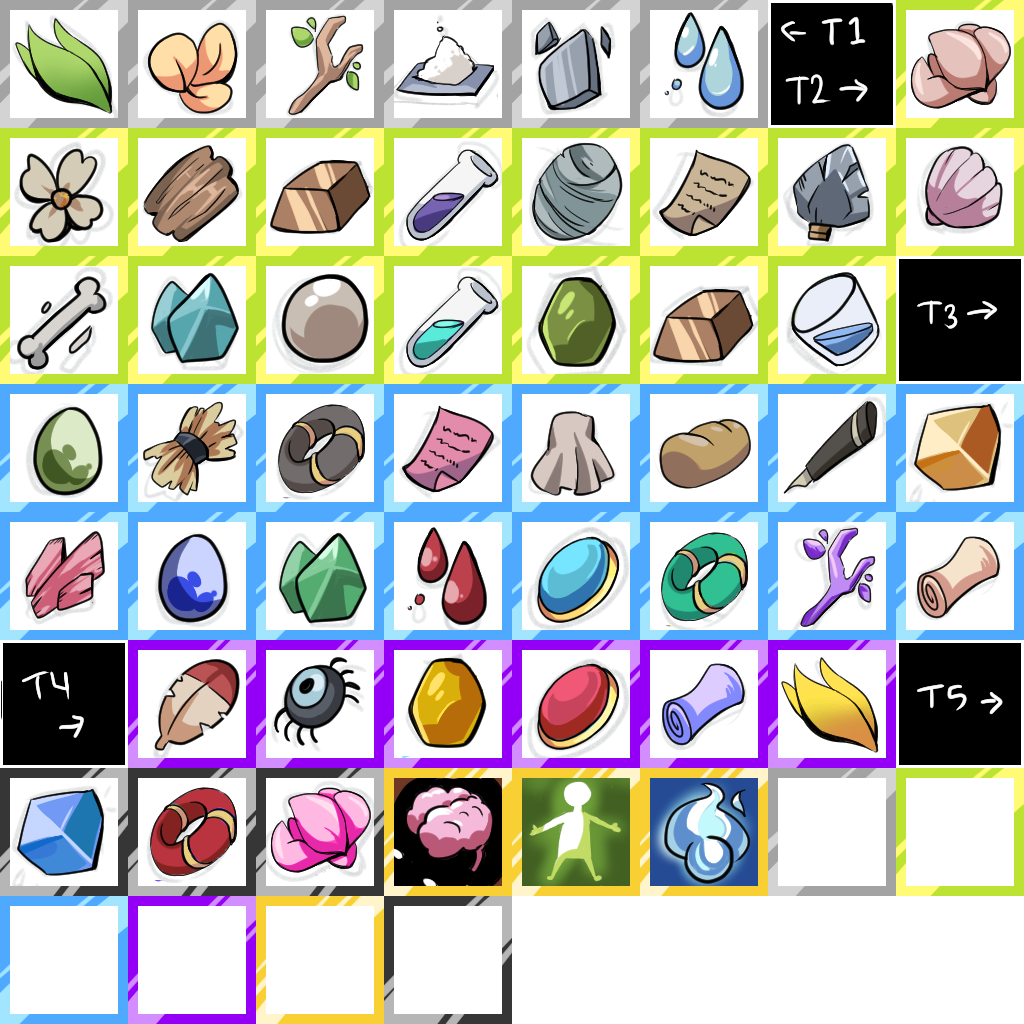 ← T1
T2 →
T3 →
T4
→
T5 →